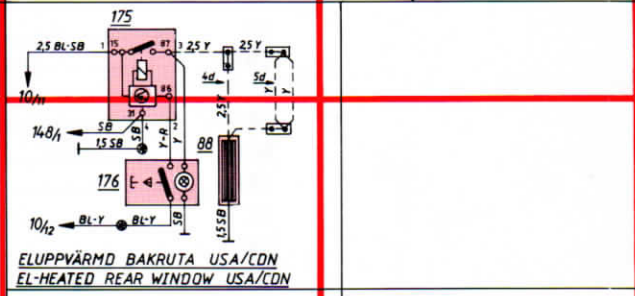 175
2,5 BL-SB 1 15 87 3 2,5 Y 2,5 Y
4d 5d
10/11 2,5 Y Y Y
86
31
SB 4 2
148/1 SB Y-R Y 88
1,5 SB
176
1,5 SB
SB
10/12 BL-Y BL-Y
ELUPPVÄRMD BAKRUTA USA/CDN
EL-HEATED REAR WINDOW USA/CDN